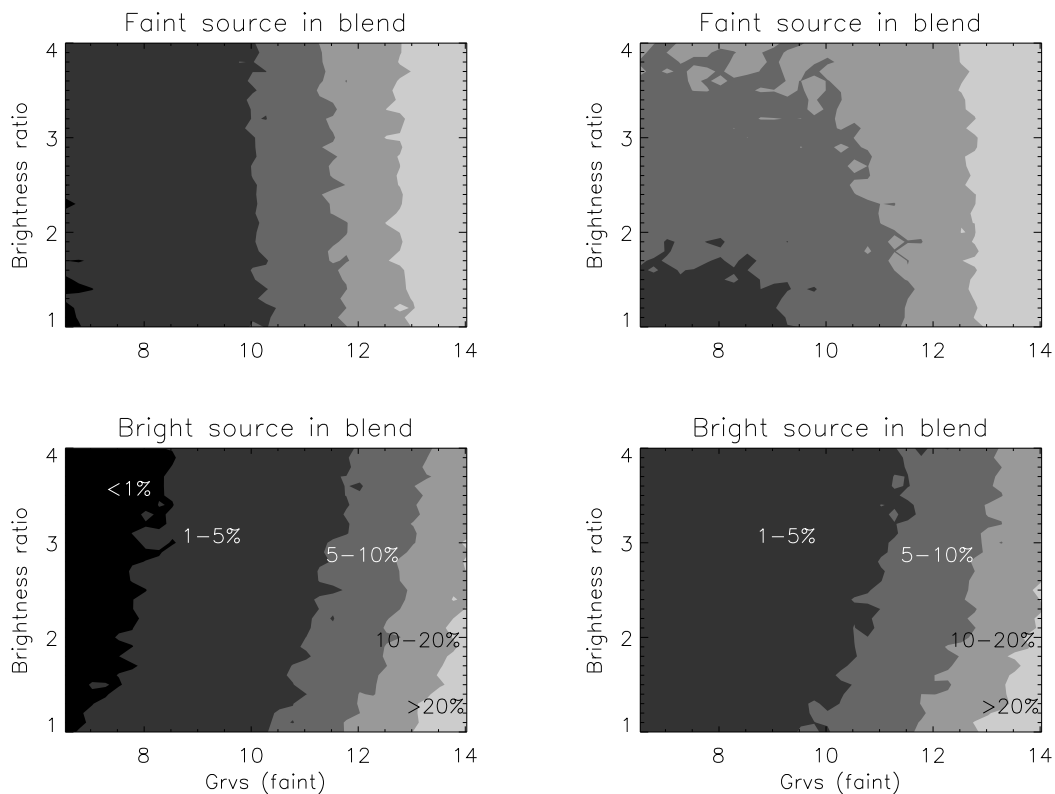 Faint source in blend
Brightness ratio
4
3
2
1
8 10 12 14
Faint source in blend
Brightness ratio
4
3
2
1
8 10 12 14
Bright source in blend
Brightness ratio
4
3
2
1
<1%
1-5%
5-10%
10-20%
>20%
8 10 12 14
Grvs (faint)
Bright source in blend
Brightness ratio
4
3
2
1
1-5%
5-10%
10-20%
>20%
8 10 12 14
Grvs (faint)